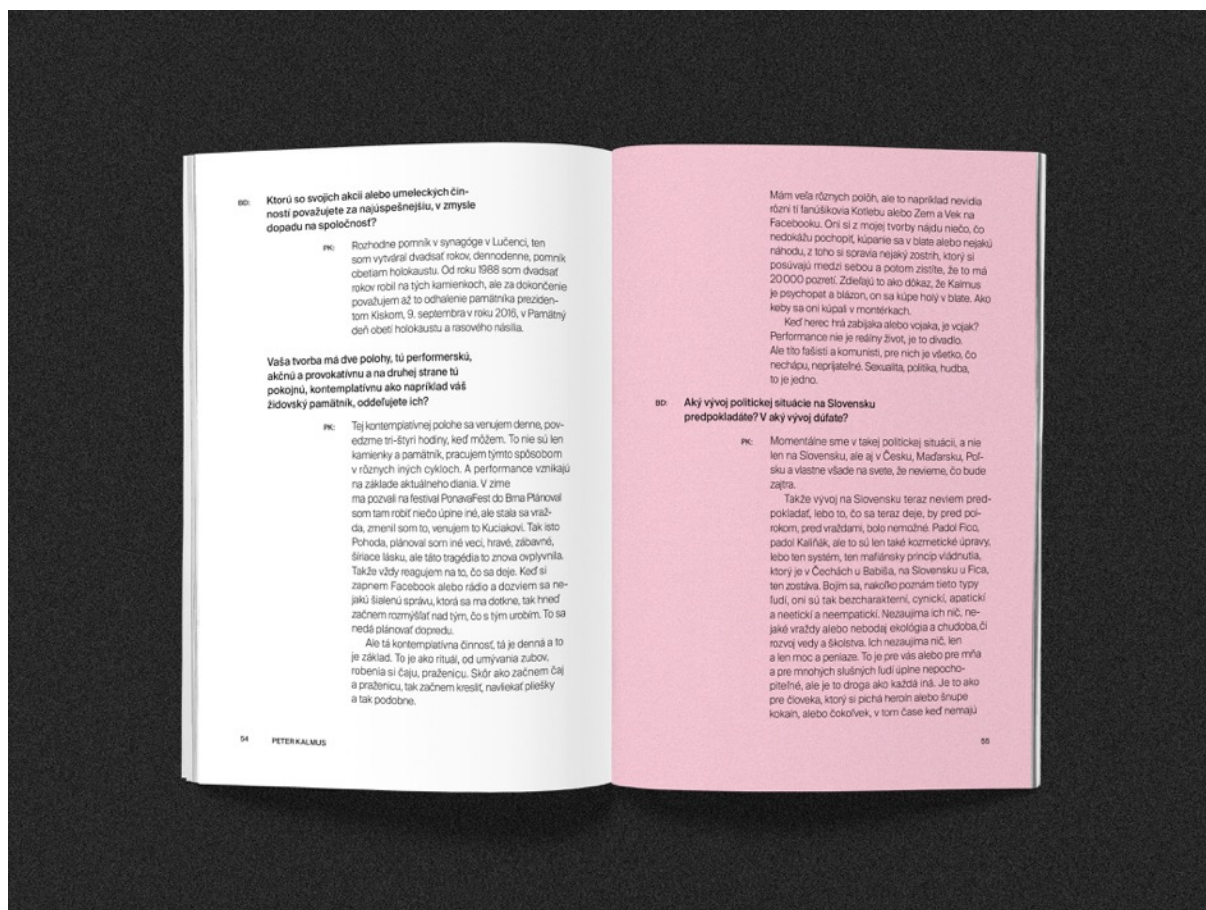 BD: Ktorú so svojich akcií alebo umeleckých čin-
ností považujete za najúspešnejšiu, v zmysle
dopadu na spoločnosť?
PK: Rozhodne pomník v synagóge v Lučenci, ten
som vytváral dvadsať rokov, dennodenne, pomník
obetiam holokaustu. Od roku 1988 som dvadsať
rokov robil na tých kamienkoch, ale za dokončenie
považujem až to odhalenie pamätníka preziden-
tom Kiskom, 9. septembra v roku 2016, v Pamätný
deň obetí holokaustu a rasového násilia.
Vaša tvorba má dve polohy, tú performerskú,
akčnú a provokatívnu a na druhej strane tú
pokojnú, kontemplatívnu ako napríklad váš
židovský pamätník, oddeľujete ich?
PK: Tej kontemplatívnej polohe sa venujem denne, pov-
edzme tri-štyri hodiny, keď môžem. To nie sú len
kamienky a pamätník, pracujem týmto spôsobom
v rôznych iných cykloch. A performance vznikajú
na základe aktuálneho diania. V zime
ma pozvali na festival PonavaFest do Brna Plánoval
som tam robiť niečo úplne iné, ale stala sa vraž-
da, zmenil som to, venujem to Kuciakovi. Tak isto
Pohoda, plánoval som iné veci, hravé, zábavné,
šíriace lásku, ale táto tragédia to znova ovplyvnila.
Takže vždy reagujem na to, čo sa deje. Keď si
zapnem Facebook alebo rádio a dozviem sa ne-
jakú šialenú správu, ktorá sa ma dotkne, tak hneď
začnem rozmýšľať nad tým, čo s tým urobím. To sa
nedá plánovať dopredu.
Ale tá kontemplatívna činnosť, tá je denná a to
je základ. To je ako rituál, od umývania zubov,
robenia si čaju, praženicu. Skôr ako začnem čaj
a praženicu, tak začnem kresliť, navliekať pliešky
a tak podobne.
54 PETER KALMUS
Mám veľa rôznych polôh, ale to napríklad nevidia
rôzni tí fanúšikovia Kotlebu alebo Zem a Vek na
Facebooku. Oni si z mojej tvorby nájdu niečo, čo
nedokážu pochopiť, kúpanie sa v blate alebo nejakú
náhodu, z toho si spravia nejaký zostrih, ktorý si
posúvajú medzi sebou a potom zistíte, že to má
20 000 pozretí. Zdieľajú to ako dôkaz, že Kalmus
je psychopat a blázon, on sa kúpe holý v blate. Ako
keby sa oni kúpali v montérkach.
Keď herec hrá zabijaka alebo vojaka, je vojak?
Performance nie je reálny život, je to divadlo.
Ale títo fašisti a komunisti, pre nich je všetko, čo
nechápu, neprijateľné. Sexualita, politika, hudba,
to je jedno.
BD: Aký vývoj politickej situácie na Slovensku
predpokladáte? V aký vývoj dúfate?
PK: Momentálne sme v takej politickej situácii, a nie
len na Slovensku, ale aj v Česku, Maďarsku, Poľ-
sku a vlastne všade na svete, že nevieme, čo bude
zajtra.
Takže vývoj na Slovensku teraz neviem pred-
pokladať, lebo to, čo sa teraz deje, by pred pol-
rokom, pred vraždami, bolo nemožné. Padol Fico,
padol Kaliňák, ale to sú len také kozmetické úpravy,
lebo ten systém, ten mafiánsky princíp vládnutia,
ktorý je v Čechách u Babiša, na Slovensku u Fica,
ten zostáva. Bojím sa, nakoľko poznám tieto typy
ľudí, oni sú tak bezcharakterní, cynickí, apatickí
a neetickí a neempatickí. Nezaujíma ich nič, ne-
jaké vraždy alebo nebodaj ekológia a chudoba, či
rozvoj vedy a školstva. Ich nezaujíma nič, len
a len moc a peniaze. To je pre vás alebo pre mňa
a pre mnohých slušných ľudí úplne nepocho-
piteľné, ale je to droga ako každá iná. Je to ako
pre človeka, ktorý si pichá heroín alebo šnupe
kokaín, alebo čokoľvek, v tom čase keď nemajú
55